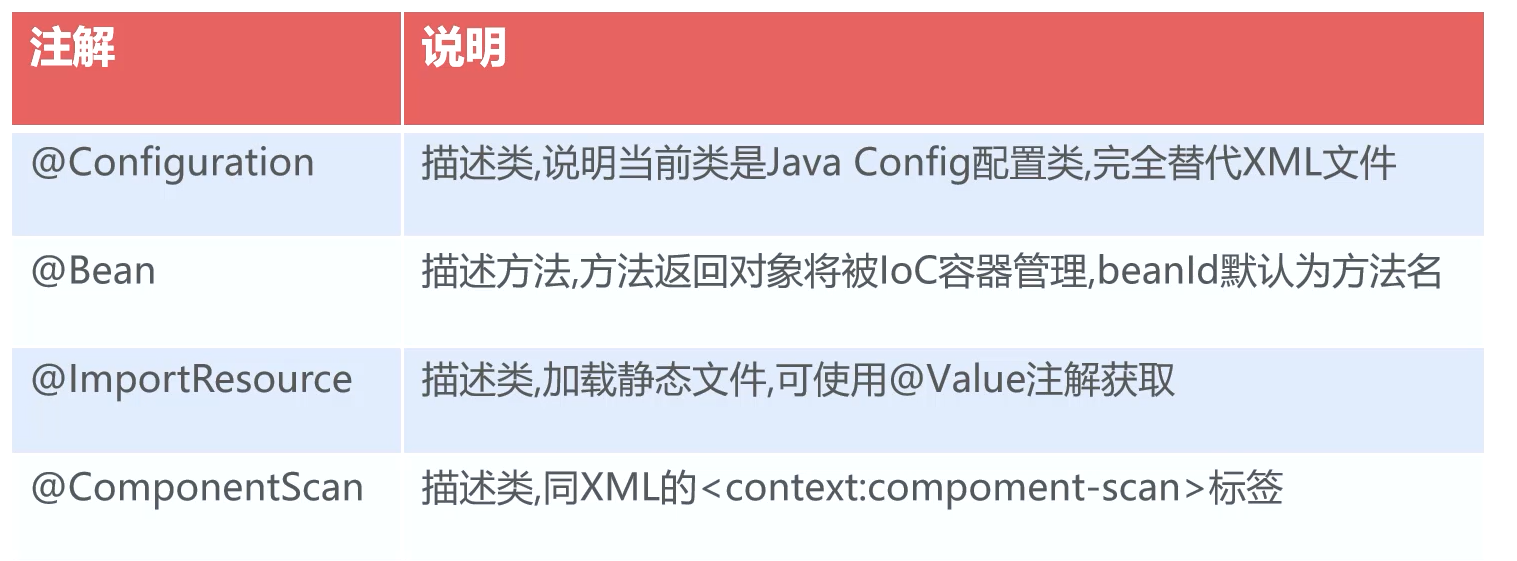 注解 说明
@Configuration 描述类,说明当前类是Java Config配置类,完全替代XML文件
@Bean 描述方法,方法返回对象将被IoC容器管理,beanId默认为方法名
@ImportResource 描述类,加载静态文件,可使用@Value注解获取
@ComponentScan 描述类,同XML的<context:compoment-scan>标签